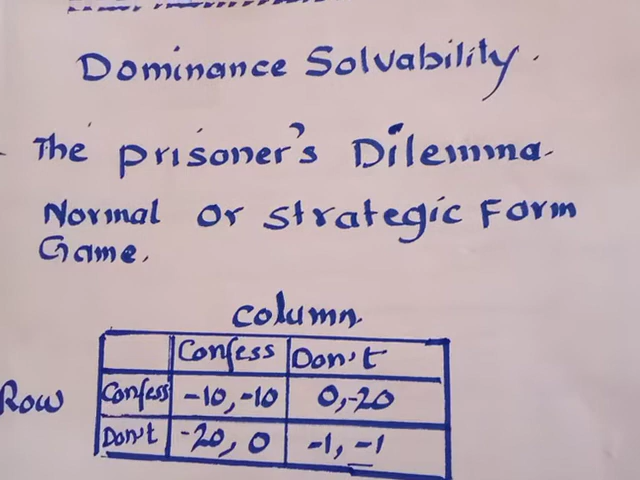 Dominance Solvability.
The prisoner's Dilemma.
Normal Or strategic Form
Game.
Column.
Confess Don't
Row Confess -10,-10 0,-20
Don't -20, 0 -1, -1